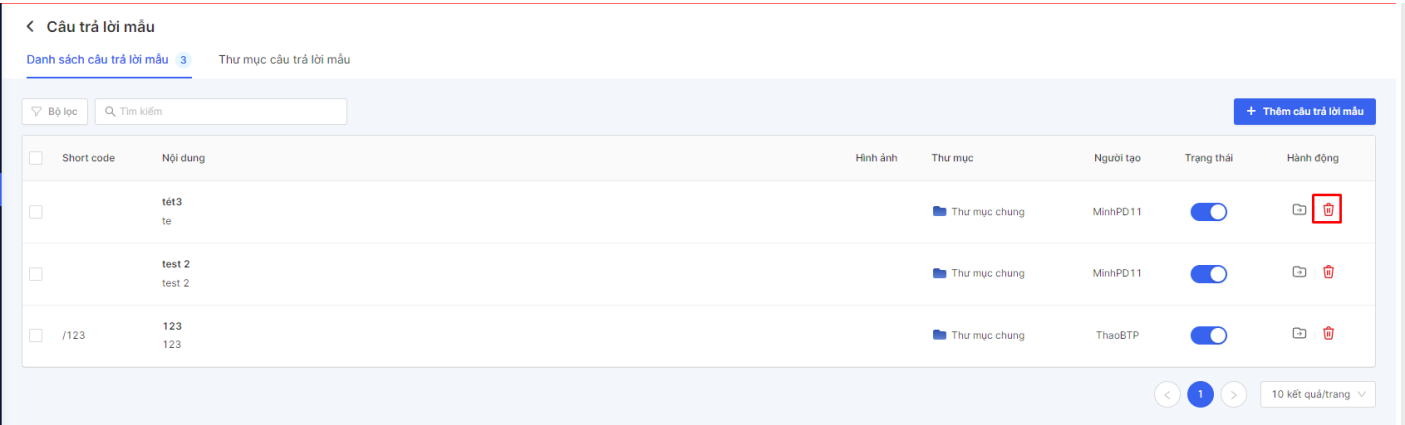 Câu trả lời mẫu
Danh sách câu trả lời mẫu 3 Thư mục câu trả lời mẫu
Bộ lọc Tìm kiếm + Thêm câu trả lời mẫu
Short code Nội dung Hình ảnh Thư mục Người tạo Trạng thái Hành động
tét3
te
Thư mục chung MinhPD11
test 2
test 2
Thư mục chung MinhPD11
/123
123
123
Thư mục chung ThaoBTP
< 1 > 10 kết quả/trang